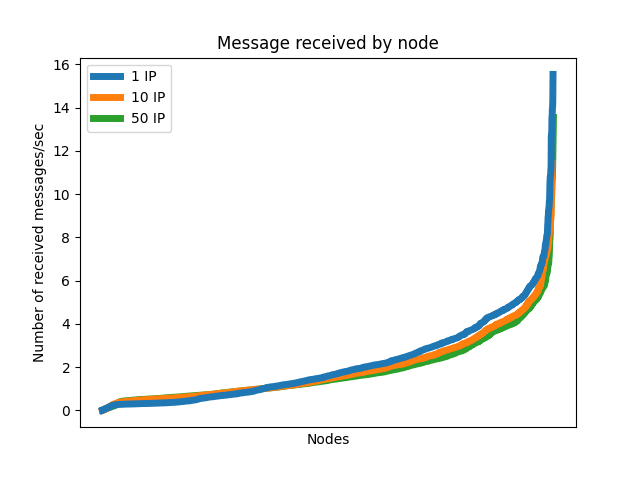 Message received by node
16
14
12
10
8
6
4
2
0
Number of received messages/sec
1 IP
10 IP
50 IP
Nodes